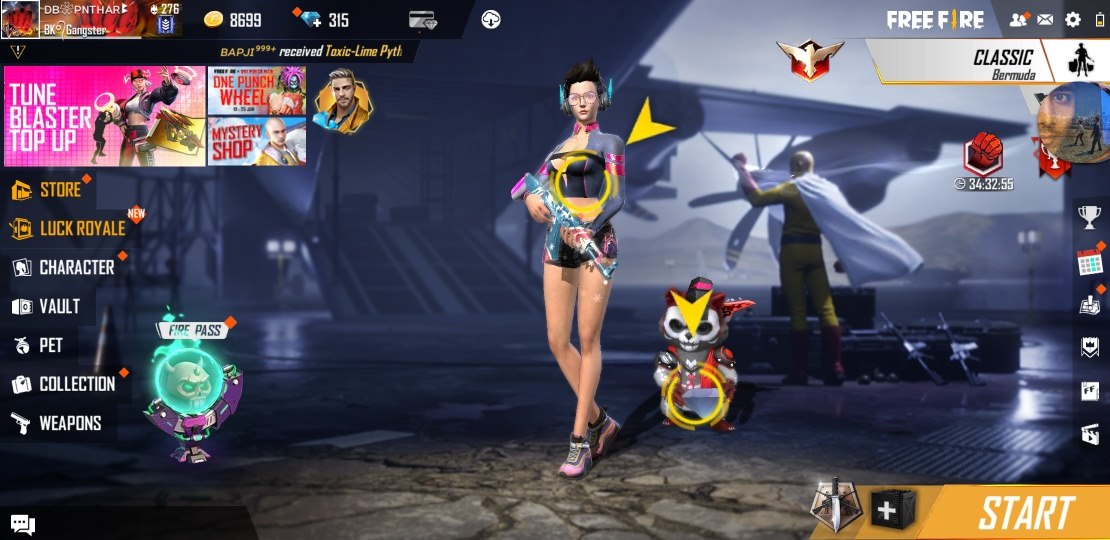 DB PNTHAR
BK Gangster
276
8699
315
FREE FIRE
BAPJI⁹⁹⁹⁺ received Toxic-Lime Pyth
CLASSIC
Bermuda
TUNE
BLASTER
TOP UP
ONE PUNCH
WHEEL
MYSTERY
SHOP
34:32:55
STORE
LUCK ROYALE
NEW
CHARACTER
VAULT
FIRE PASS
PET
COLLECTION
WEAPONS
FF
START